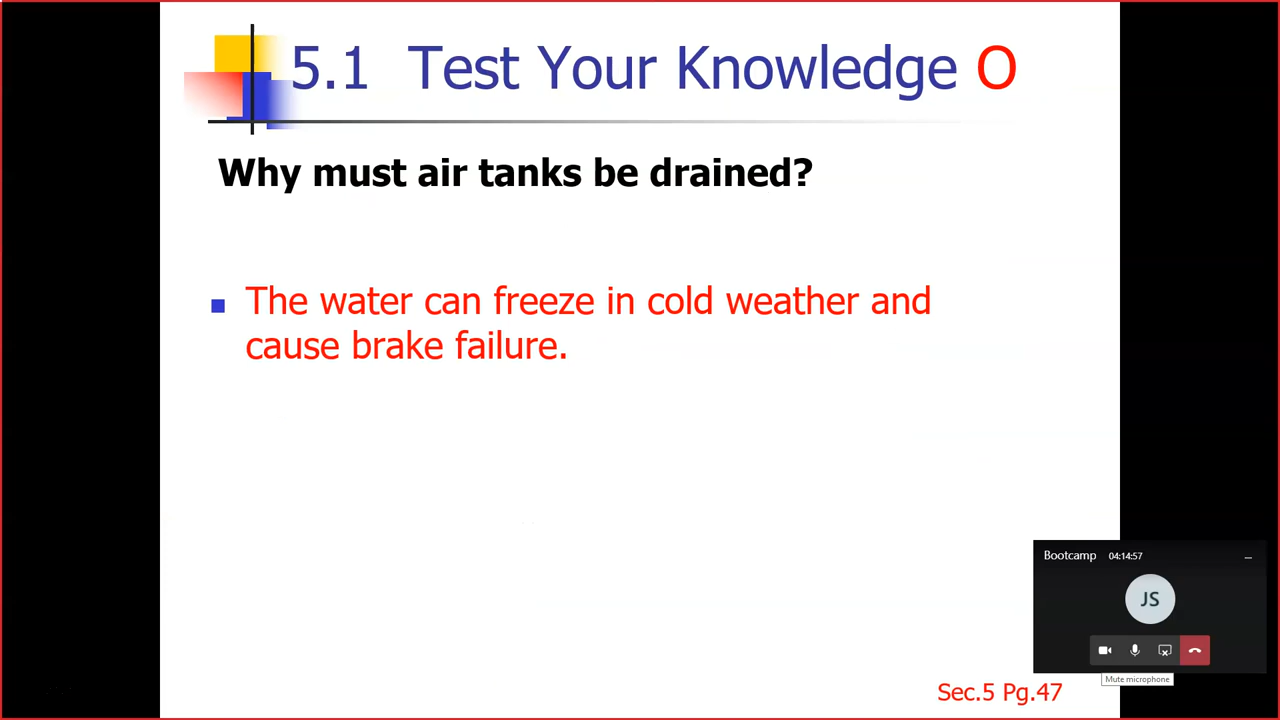 5.1 Test Your Knowledge O
Why must air tanks be drained?
The water can freeze in cold weather and
cause brake failure.
Bootcamp 04:14:57
JS
Mute microphone
Sec.5 Pg.47